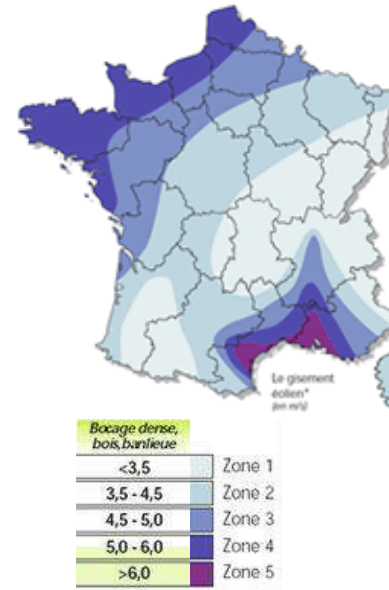 Le gisement
éolien*
(en m/s)
Bocage dense,
bois,banlieue
<3,5 Zone 1
3,5 - 4,5 Zone 2
4,5 - 5,0 Zone 3
5,0 - 6,0 Zone 4
>6,0 Zone 5